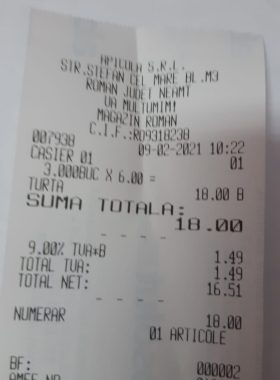 APICULA S.R.L.
STR.STEFAN CEL MARE BL.M3
ROMAN JUDET NEAMT
VA MULTUMIM!
MAGAZIN ROMAN
C.I.F.:RO9318238
007938 09-02-2021 10:22
CASIER 01 01
3.000BUC X 6.00 =
TURTA 18.00 B
SUMA TOTALA:
18.00
- - - -
9.00% TVA*B 1.49
TOTAL TVA: 1.49
TOTAL NET: 16.51
- - - -
NUMERAR 18.00
01 ARTICOLE
BF: 000002